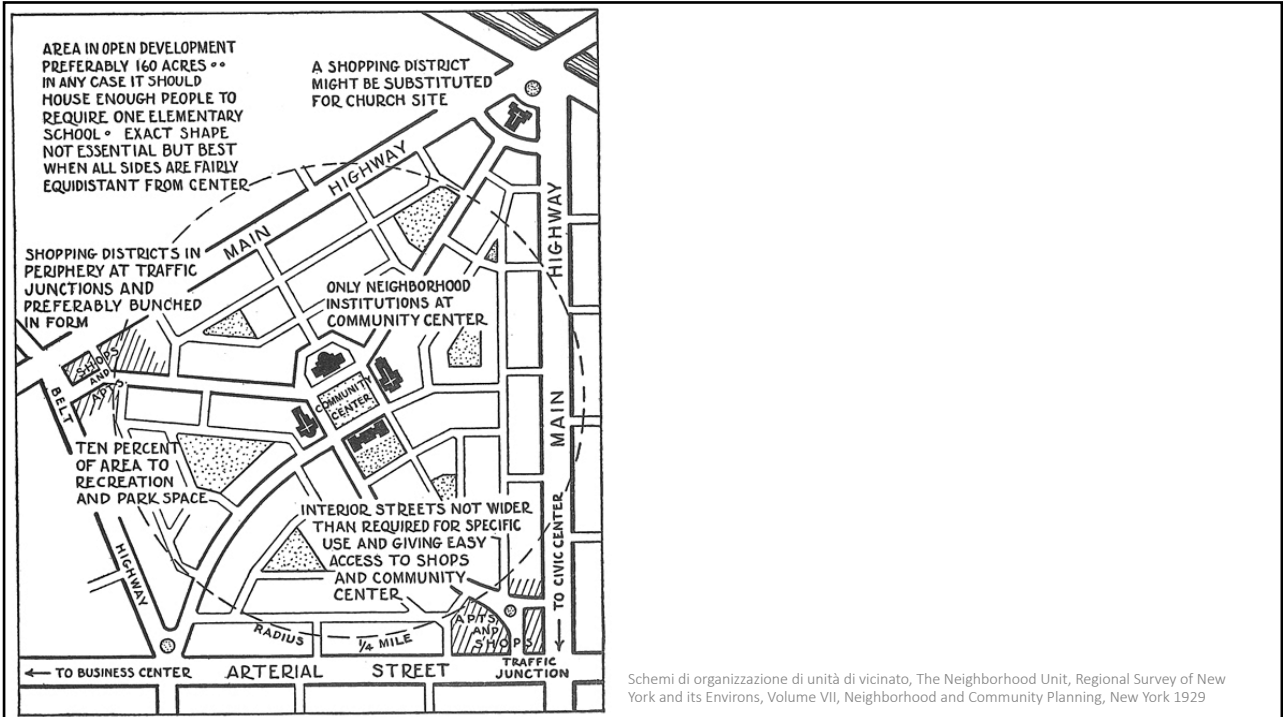 AREA IN OPEN DEVELOPMENT
PREFERABLY 160 ACRES ••
IN ANY CASE IT SHOULD
HOUSE ENOUGH PEOPLE TO
REQUIRE ONE ELEMENTARY
SCHOOL • EXACT SHAPE
NOT ESSENTIAL BUT BEST
WHEN ALL SIDES ARE FAIRLY
EQUIDISTANT FROM CENTER
A SHOPPING DISTRICT
MIGHT BE SUBSTITUTED
FOR CHURCH SITE
MAIN HIGHWAY
SHOPPING DISTRICTS IN
PERIPHERY AT TRAFFIC
JUNCTIONS AND
PREFERABLY BUNCHED
IN FORM
ONLY NEIGHBORHOOD
INSTITUTIONS AT
COMMUNITY CENTER
MAIN HIGHWAY
SHOPS
AND
APTS.
COMMUNITY
CENTER
BELT HIGHWAY
TEN PERCENT
OF AREA TO
RECREATION
AND PARK SPACE
INTERIOR STREETS NOT WIDER
THAN REQUIRED FOR SPECIFIC
USE AND GIVING EASY
ACCESS TO SHOPS
AND COMMUNITY
CENTER
TO CIVIC CENTER
APTS.
AND
SHOPS
RADIUS 1/4 MILE
TO BUSINESS CENTER
ARTERIAL STREET
TRAFFIC
JUNCTION
Schemi di organizzazione di unità di vicinato, The Neighborhood Unit, Regional Survey of New
York and its Environs, Volume VII, Neighborhood and Community Planning, New York 1929